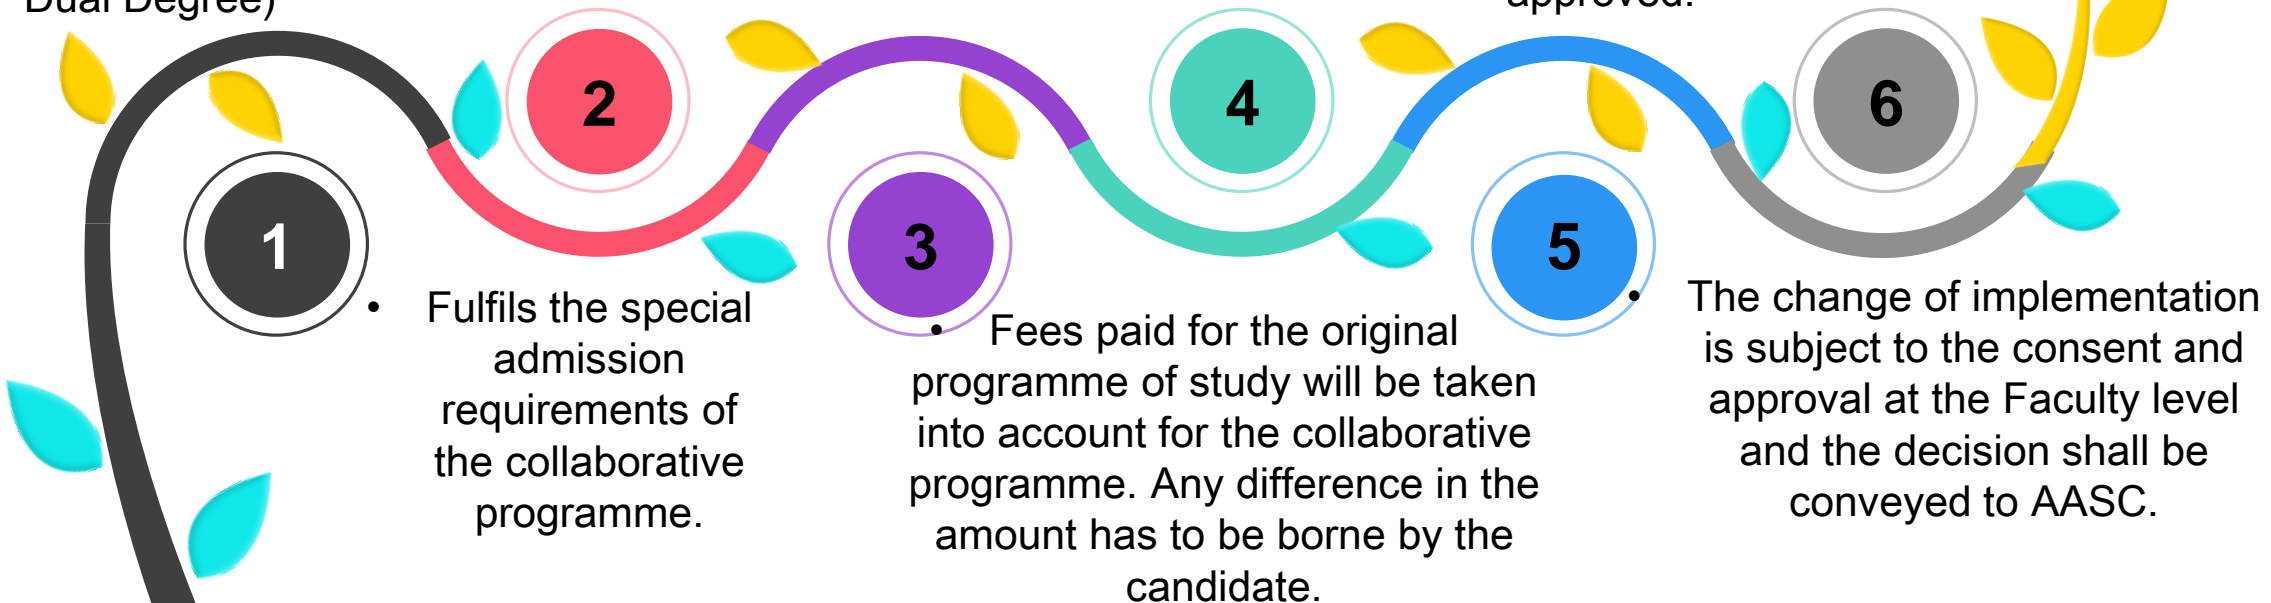 Dual Degree)
approved.
1
2
3
4
5
6
• Fulfils the special
admission
requirements of
the collaborative
programme.
• Fees paid for the original
programme of study will be taken
into account for the collaborative
programme. Any difference in the
amount has to be borne by the
candidate.
• The change of implementation
is subject to the consent and
approval at the Faculty level
and the decision shall be
conveyed to AASC.